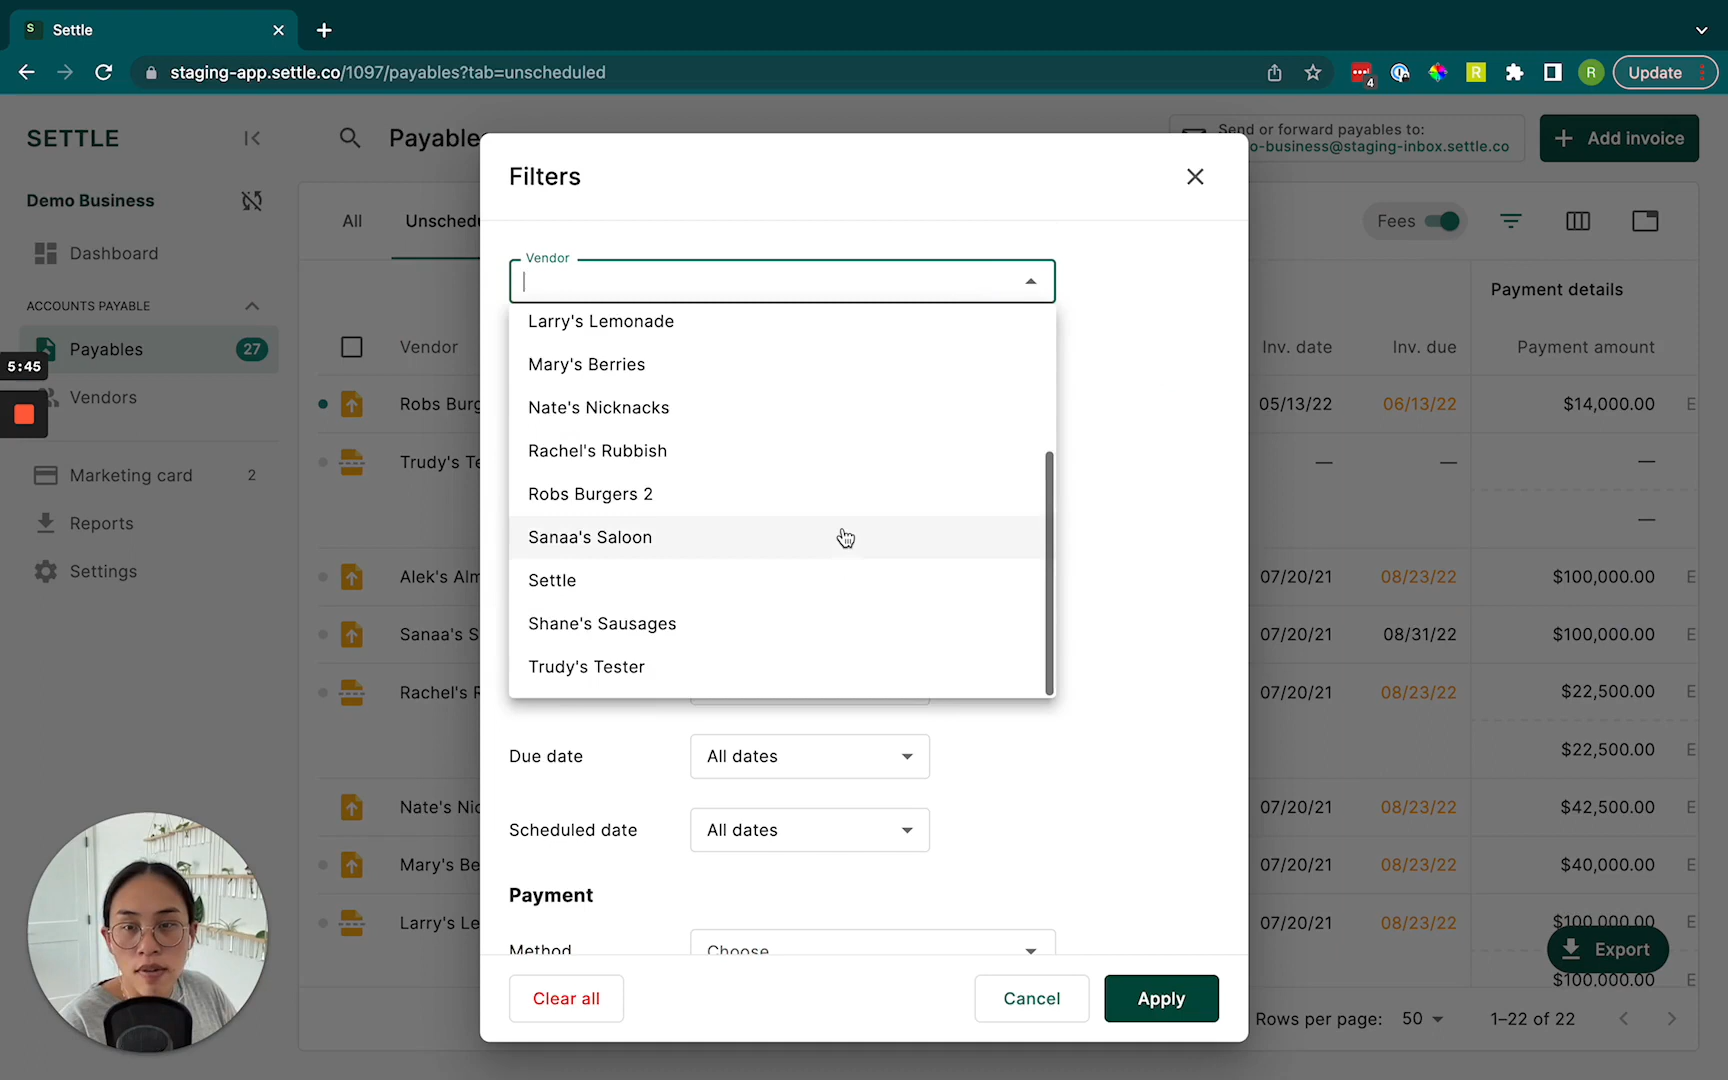 S Settle
staging-app.settle.co/1097/payables?tab=unscheduled
4
R
R
Update
SETTLE
Payable
Send or forward payables to:
o-business@staging-inbox.settle.co
Add invoice
Demo Business
Dashboard
ACCOUNTS PAYABLE
Payables 27
5:45
Vendors
Marketing card 2
Reports
Settings
All
Unschedu
Fees
Payment details
Vendor
Inv. date
Inv. due
Payment amount
Robs Burg
05/13/22
06/13/22
$14,000.00
E
Trudy's Te
— — —
—
Alek's Alm
07/20/21
08/23/22
$100,000.00
E
Sanaa's S
07/20/21
08/31/22
$100,000.00
E
Rachel's R
07/20/21
08/23/22
$22,500.00
E
$22,500.00
E
Nate's Nic
07/20/21
08/23/22
$42,500.00
E
Mary's Be
07/20/21
08/23/22
$40,000.00
E
Larry's Le
07/20/21
08/23/22
$100,000.00
E
$100,000.00
E
Export
Rows per page: 50
1–22 of 22
Filters
Vendor
Larry's Lemonade
Mary's Berries
Nate's Nicknacks
Rachel's Rubbish
Robs Burgers 2
Sanaa's Saloon
Settle
Shane's Sausages
Trudy's Tester
Due date
All dates
Scheduled date
All dates
Payment
Method
Choose
Clear all
Cancel
Apply